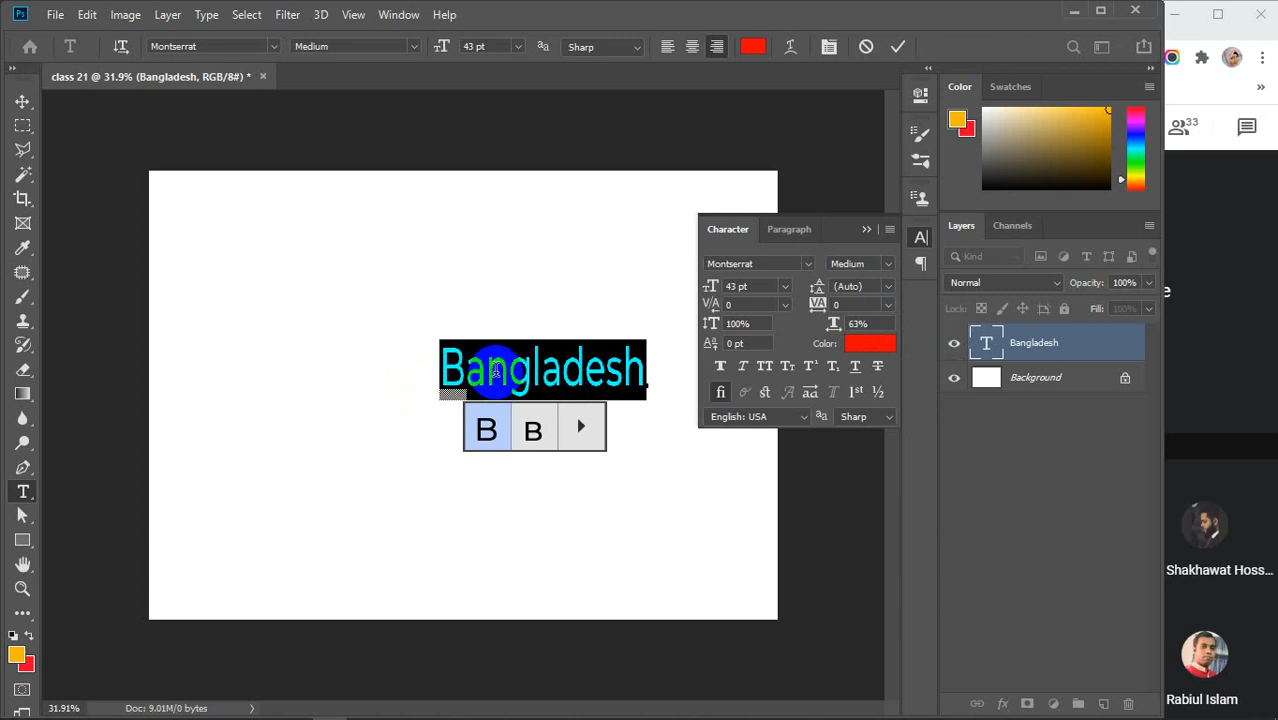 Ps File Edit Image Layer Type Select Filter 3D View Window Help
T Montserrat Medium 43 pt Sharp
class 21 @ 31.9% (Bangladesh, RGB/8#) * ×
Color Swatches
33
Bangladesh
B B
Character Paragraph
Montserrat Medium
43 pt (Auto)
0 0
100% 63%
0 pt Color:
English: USA Sharp
Layers Channels
Kind
Normal Opacity: 100%
Lock: Fill: 100%
Bangladesh
Background
e
Shakhawat Hoss...
Rabiul Islam
31.91% Doc: 9.01M/0 bytes